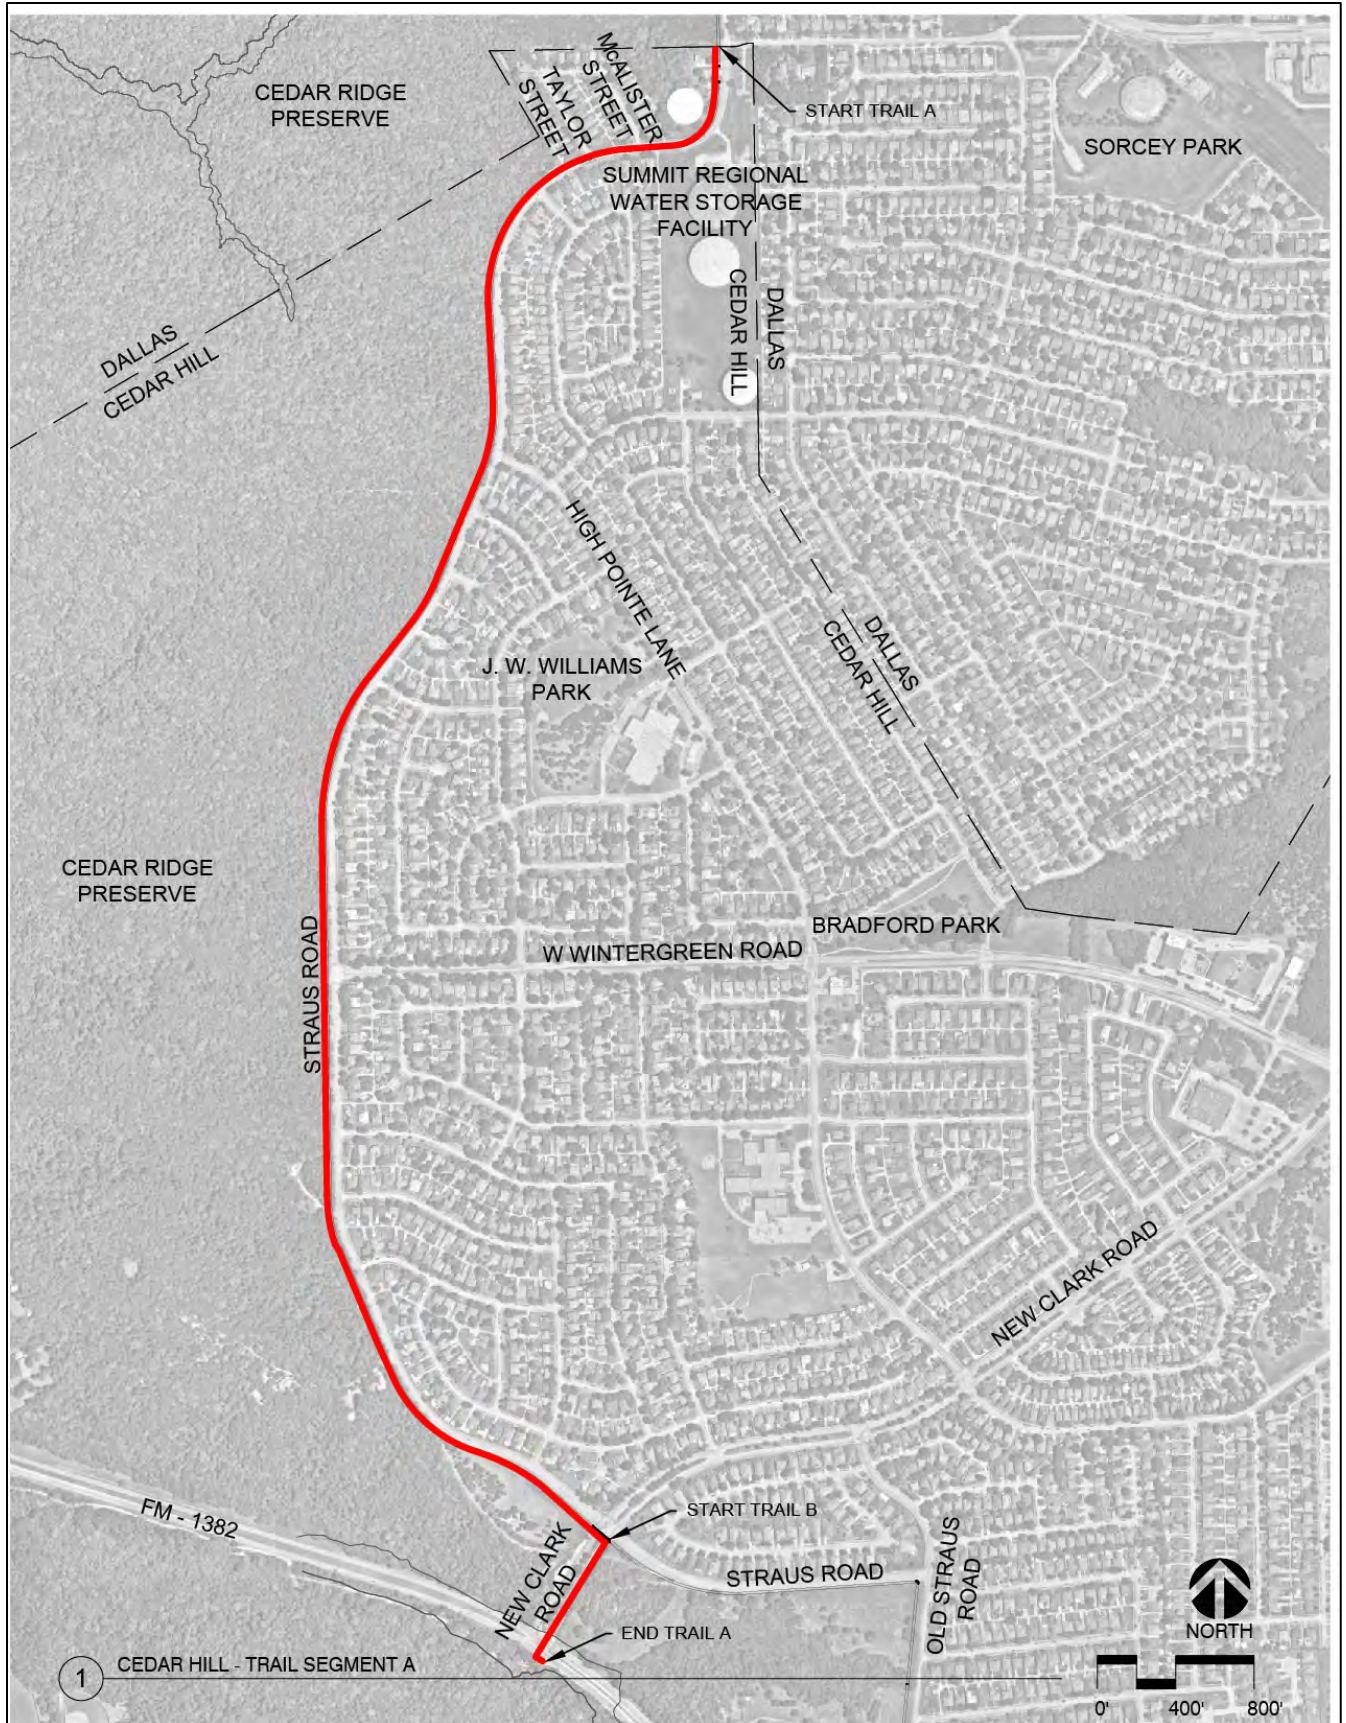 McALISTER
STREET
TAYLOR
STREET
CEDAR RIDGE
PRESERVE
START TRAIL A
SORCEY PARK
SUMMIT REGIONAL
WATER STORAGE
FACILITY
DALLAS
CEDAR HILL
DALLAS
CEDAR HILL
HIGH POINTE LANE
DALLAS
CEDAR HILL
J. W. WILLIAMS
PARK
CEDAR RIDGE
PRESERVE
BRADFORD PARK
W WINTERGREEN ROAD
STRAUS ROAD
NEW CLARK ROAD
FM - 1382
START TRAIL B
NEW CLARK
ROAD
STRAUS ROAD
OLD STRAUS
ROAD
END TRAIL A
NORTH
1
CEDAR HILL - TRAIL SEGMENT A
0' 400' 800'